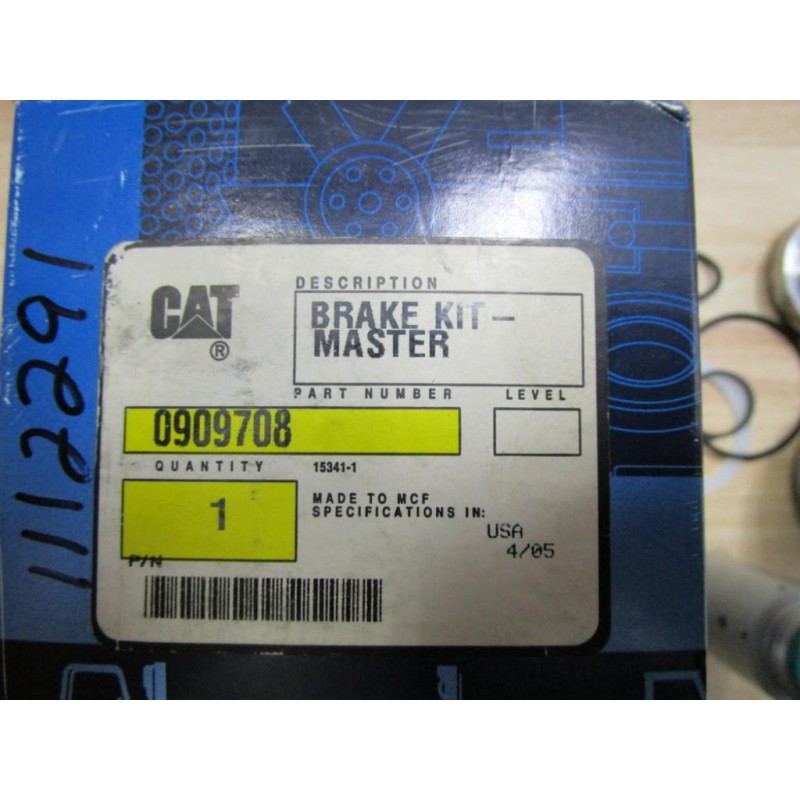 1112291
CAT
®
DESCRIPTION
BRAKE KIT-
MASTER
PART NUMBER
LEVEL
0909708
QUANTITY
15341-1
1
MADE TO MCF
SPECIFICATIONS IN:
USA
4/05
P/N